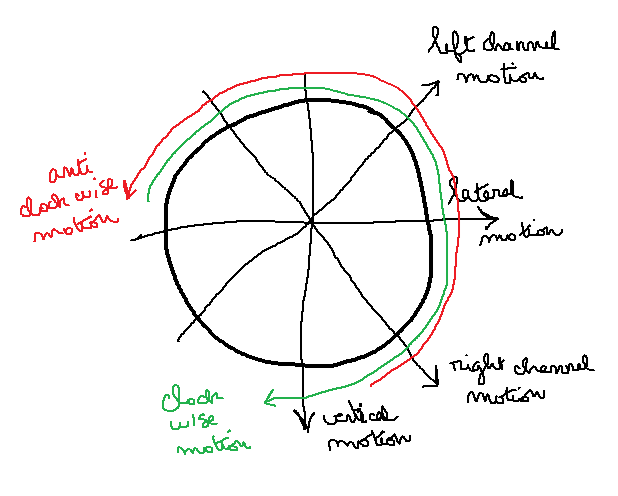 left channel
motion
anti
clock wise
motion
lateral
motion
right channel
motion
clock
wise
motion
vertical
motion